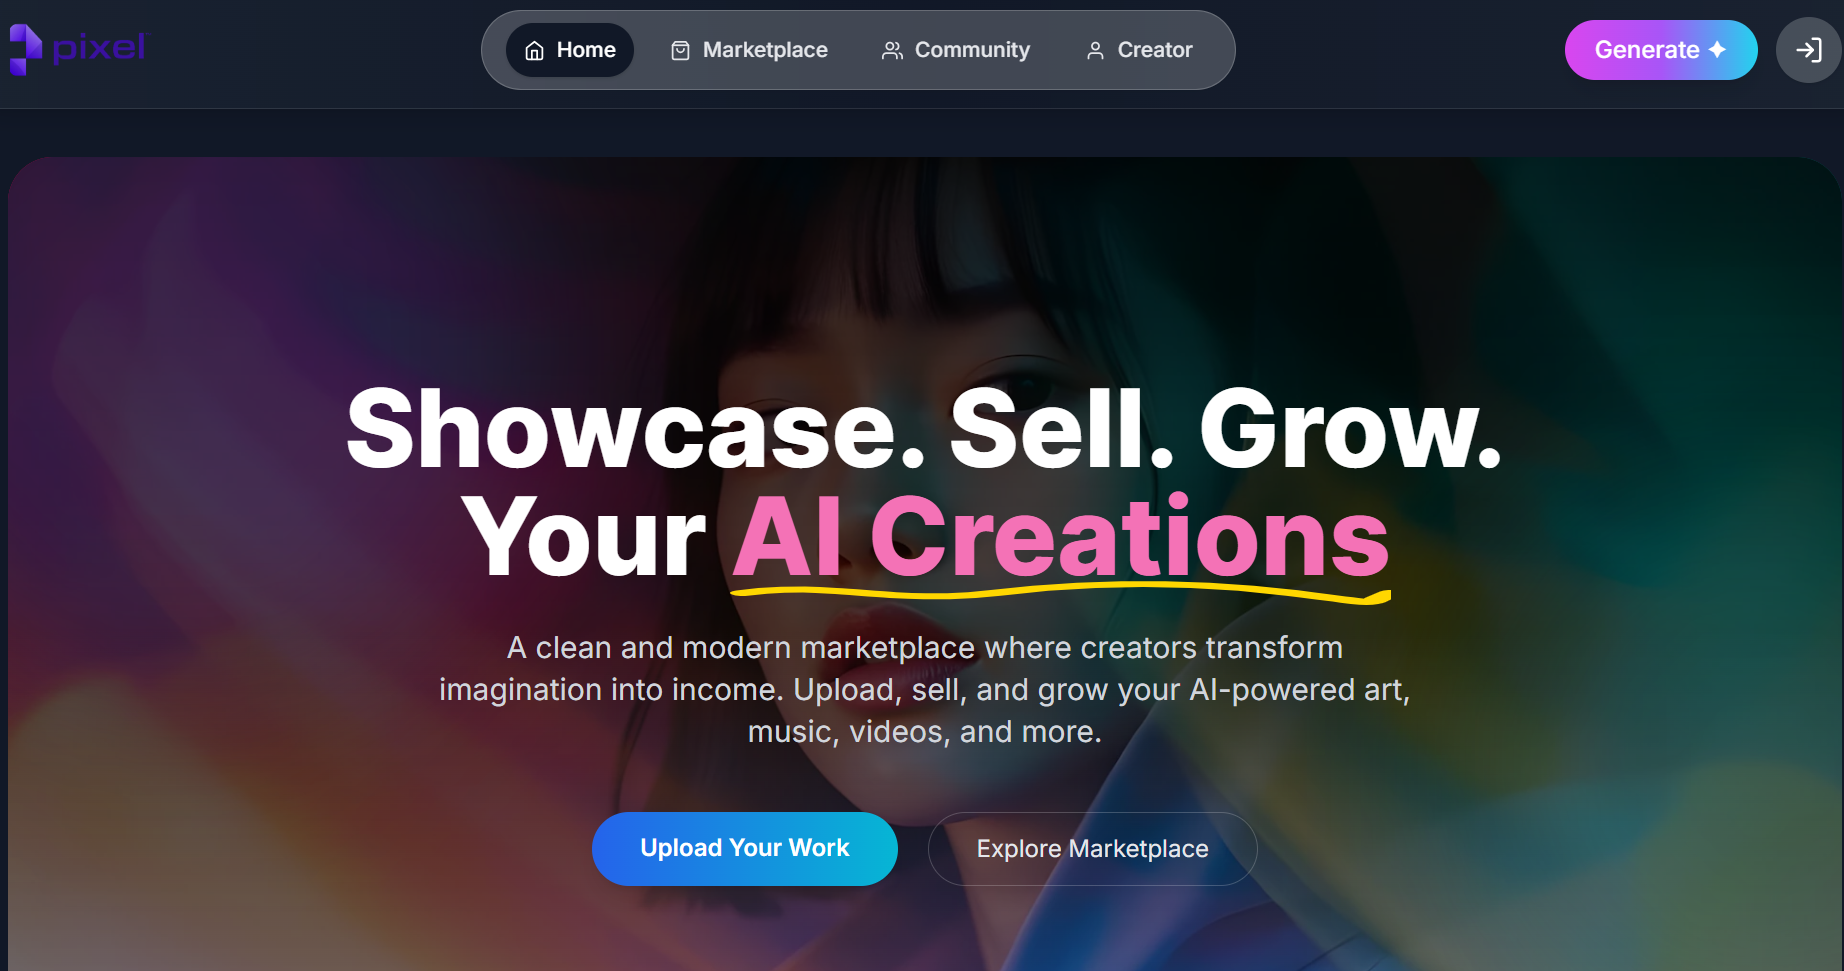 pixel
Home
Marketplace
Community
Creator
Generate
Showcase. Sell. Grow.
Your AI Creations
A clean and modern marketplace where creators transform
imagination into income. Upload, sell, and grow your AI-powered art,
music, videos, and more.
Upload Your Work
Explore Marketplace